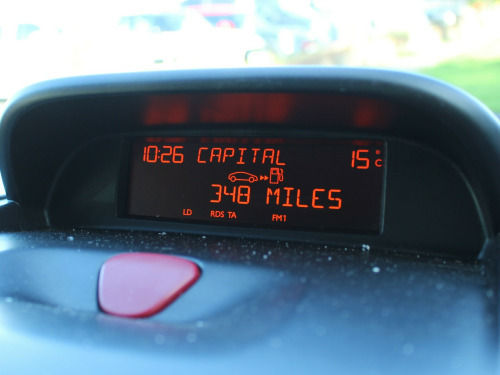 10:26 CAPITAL 15°C
348 MILES
LD RDS TA FM1